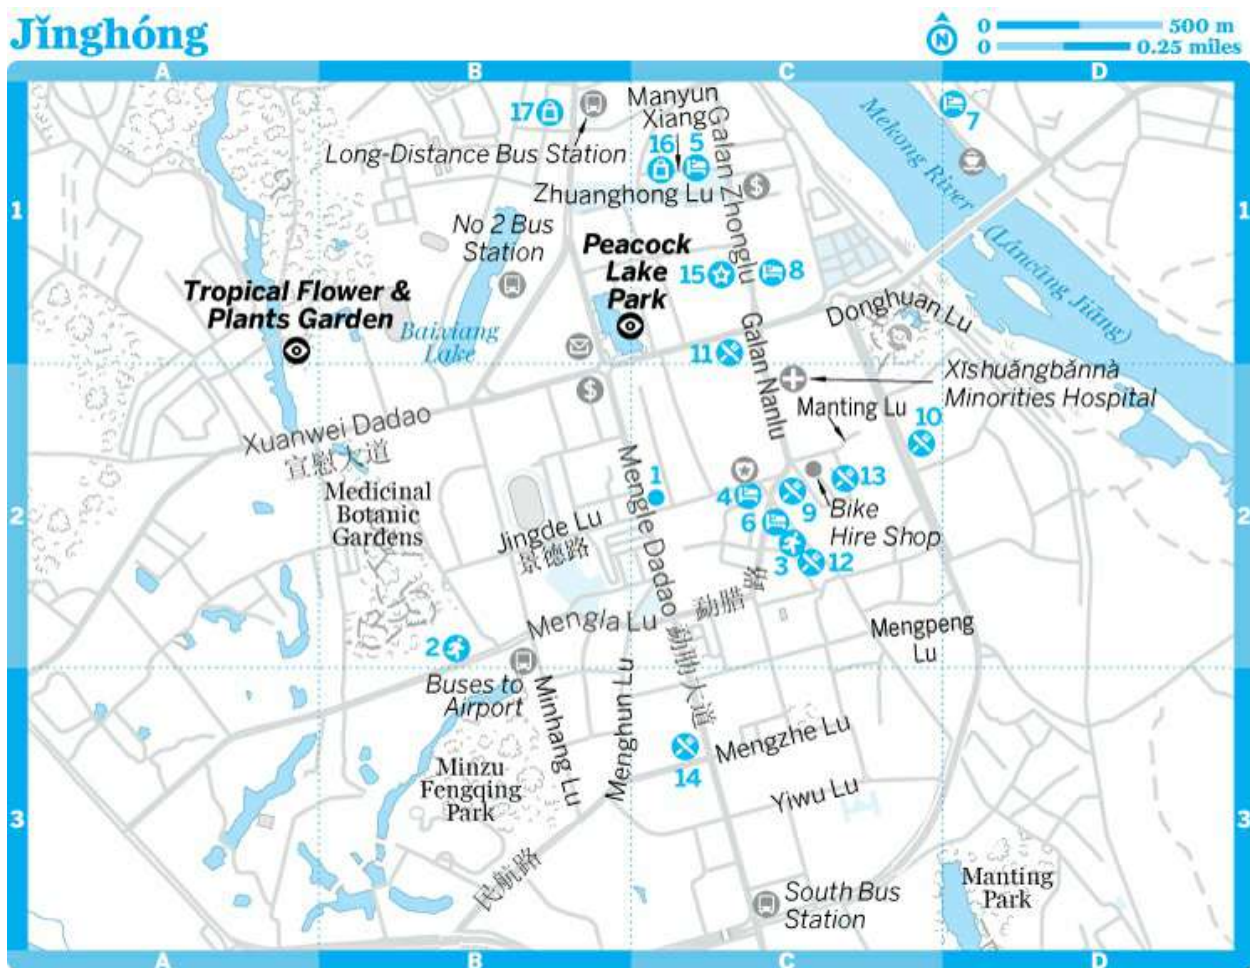 Jǐnghóng
N
0 500 m
0 0.25 miles
A B C D
1
1
Manyun
Xiang
17
16 5
7
Long-Distance Bus Station
Galan Zhonglu
$
Mekong River
Zhuanghong Lu
(Láncāng Jiāng)
No 2 Bus
Station
Peacock
Lake
Park
15
8
Tropical Flower &
Plants Garden
Baixiang
Lake
Donghuan Lu
11
Galan Nanlu
Xīshuāngbǎnnà
Minorities Hospital
$
Manting Lu
10
Xuanwei Dadao
宣慰大道
2
2
Medicinal
Botanic
Gardens
Mengle Dadao
1
4
9
13
Bike
Hire Shop
6
3
12
Jingde Lu
景德路
Mengla Lu
勐腊路
勐泐大道
Mengpeng
Lu
2
Buses to
Airport
Minhang Lu
Menghun Lu
Mengzhe Lu
14
Minzu
Fengqing
Park
Yiwu Lu
3
3
民航路
South Bus
Station
Manting
Park
A B C D